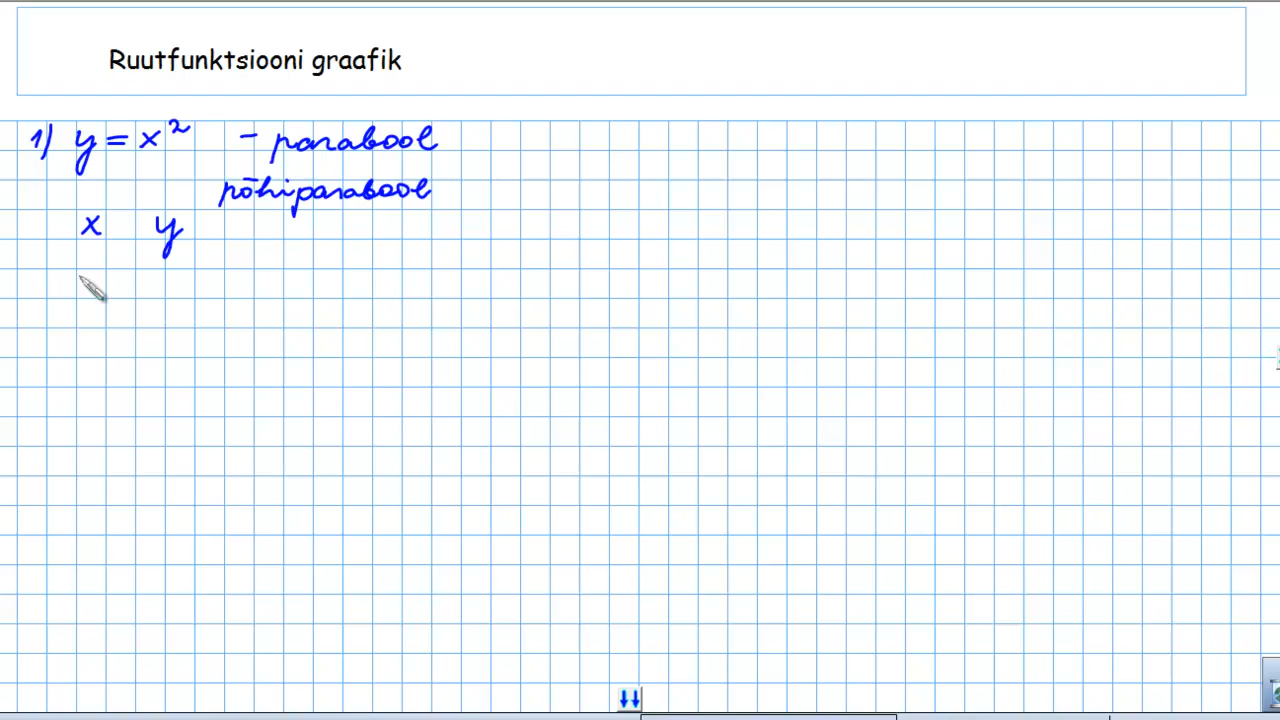 Ruutfunktsiooni graafik
1) y = x² - parabool
põhiparabool
x y